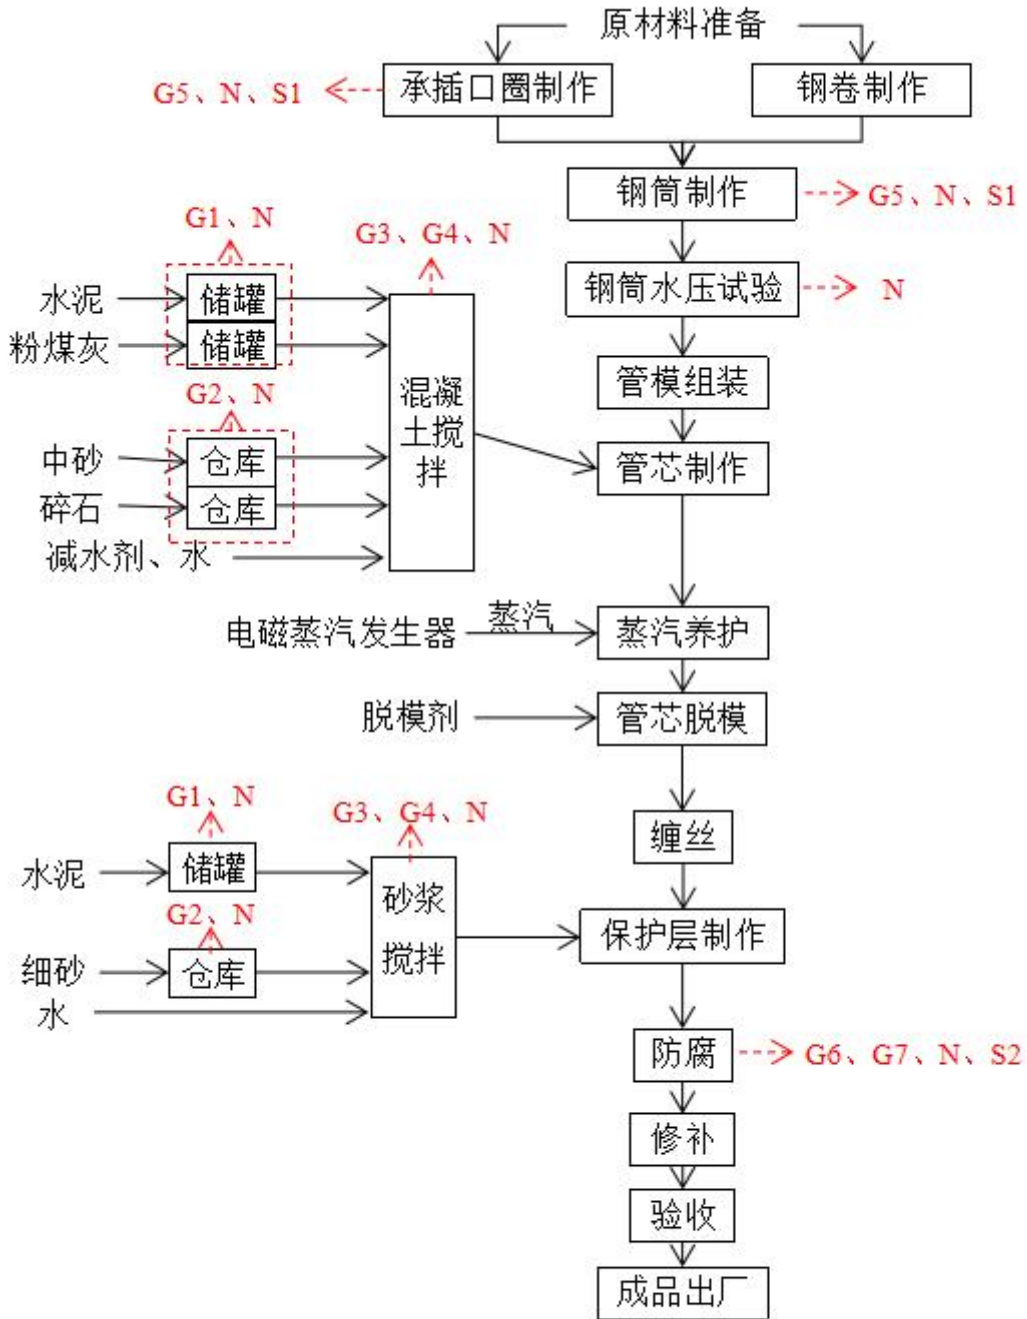 原材料准备
G5、N、S1
承插口圈制作
钢卷制作
钢筒制作
G5、N、S1
G1、N
G3、G4、N
水泥
储罐
钢筒水压试验
N
粉煤灰
储罐
管模组装
G2、N
混凝
土搅
拌
中砂
仓库
管芯制作
碎石
仓库
减水剂、水
电磁蒸汽发生器
蒸汽
蒸汽养护
脱模剂
管芯脱模
G1、N
G3、G4、N
缠丝
水泥
储罐
砂浆
搅拌
G2、N
保护层制作
细砂
仓库
水
防腐
G6、G7、N、S2
修补
验收
成品出厂